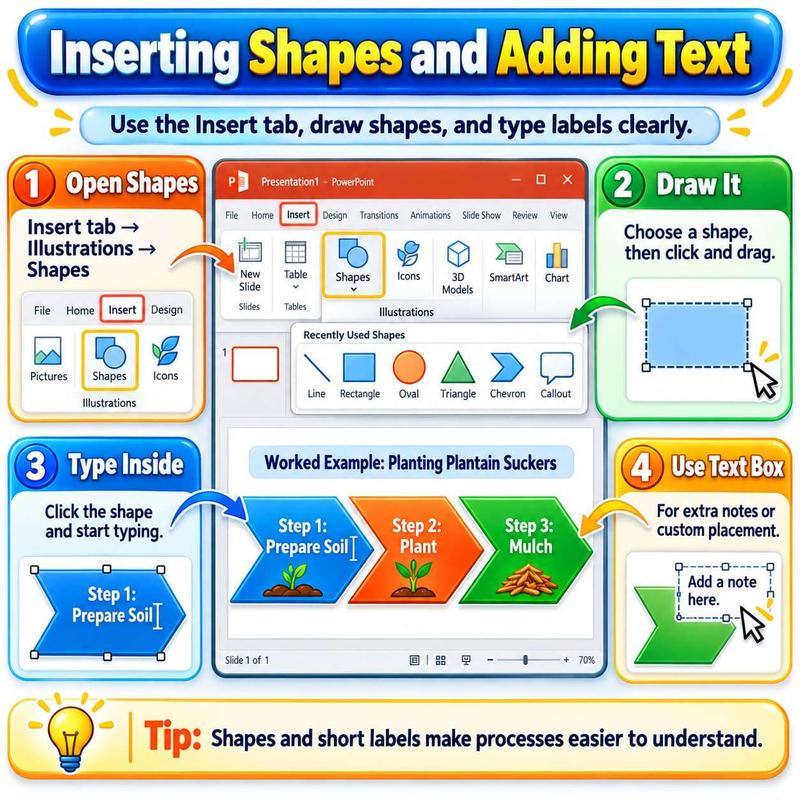 Inserting Shapes and Adding Text
Use the Insert tab, draw shapes, and type labels clearly.
1 Open Shapes
Insert tab →
Illustrations →
Shapes
File Home Insert Design
Pictures Shapes Icons
Illustrations
P Presentation1 - PowerPoint
File Home Insert Design Transitions Animations Slide Show Review View
New Slide
Table
Shapes
Icons
3D Models
SmartArt
Chart
Slides Tables Illustrations
Recently Used Shapes
Line Rectangle Oval Triangle Chevron Callout
1
2 Draw It
Choose a shape,
then click and drag.
3 Type Inside
Click the shape
and start typing.
Step 1:
Prepare Soil
Worked Example: Planting Plantain Suckers
Step 1:
Prepare Soil
Step 2:
Plant
Step 3:
Mulch
Slide 1 of 1
70%
4 Use Text Box
For extra notes or
custom placement.
Add a note
here.
Tip: Shapes and short labels make processes easier to understand.